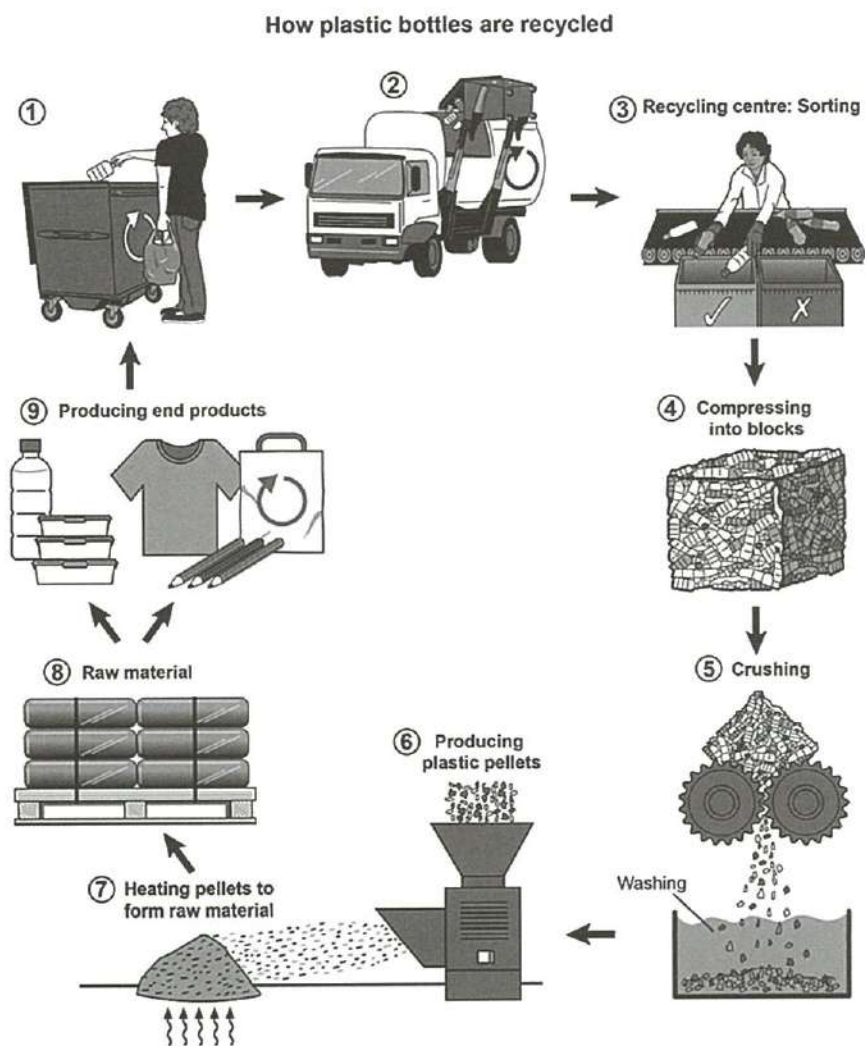 How plastic bottles are recycled
①
②
③ Recycling centre: Sorting
✓ X
④ Compressing
into blocks
⑤ Crushing
Washing
⑥ Producing
plastic pellets
⑦ Heating pellets to
form raw material
⑧ Raw material
⑨ Producing end products